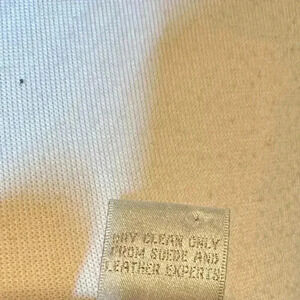 DRY CLEAN ONLY
FROM SUEDE AND
LEATHER EXPERTS